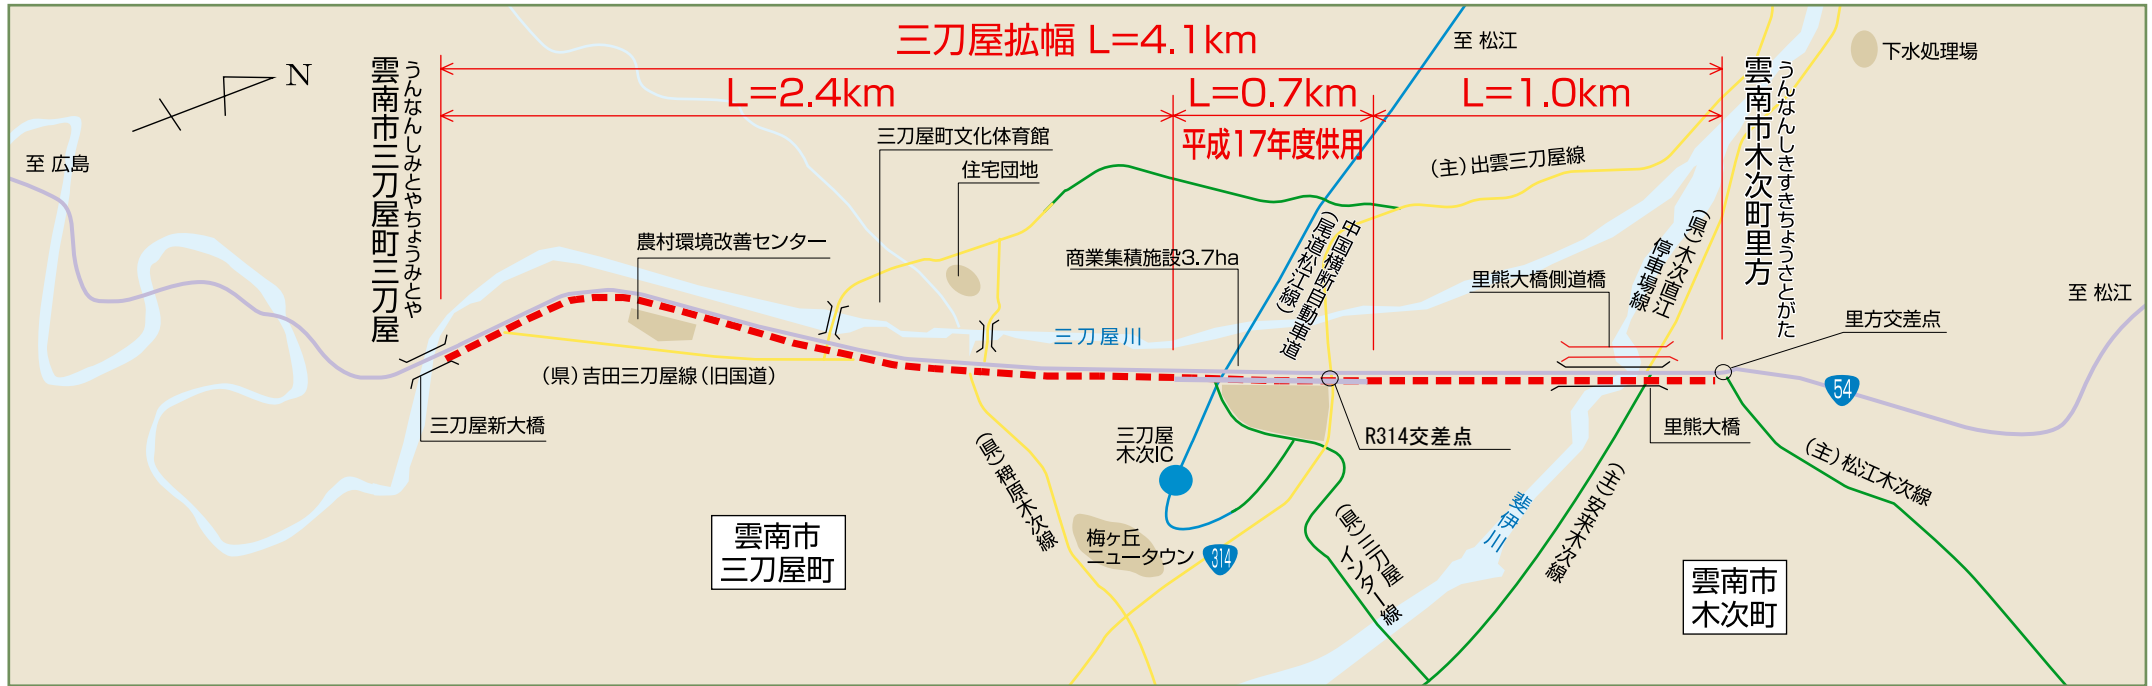 三刀屋拡幅 L=4.1km
L=2.4km
L=0.7km
L=1.0km
平成17年度供用
N
至 広島
雲南市三刀屋町三刀屋
うんなんしみとやちょうみとや
三刀屋町文化体育館
住宅団地
農村環境改善センター
商業集積施設3.7ha
至 松江
下水処理場
雲南市木次町里方
うんなんしきすきちょうさとがた
(主)出雲三刀屋線
(県)木次直江
停車場線
中国横断自動車道
(尾道松江線)
里熊大橋側道橋
至 松江
里方交差点
三刀屋川
(県)吉田三刀屋線(旧国道)
三刀屋新大橋
54
三刀屋
木次IC
R314交差点
里熊大橋
(主)松江木次線
(県)稗原木次線
梅ヶ丘
ニュータウン
314
(県)三刀屋
インター線
斐伊川
(主)安来木次線
雲南市
三刀屋町
雲南市
木次町